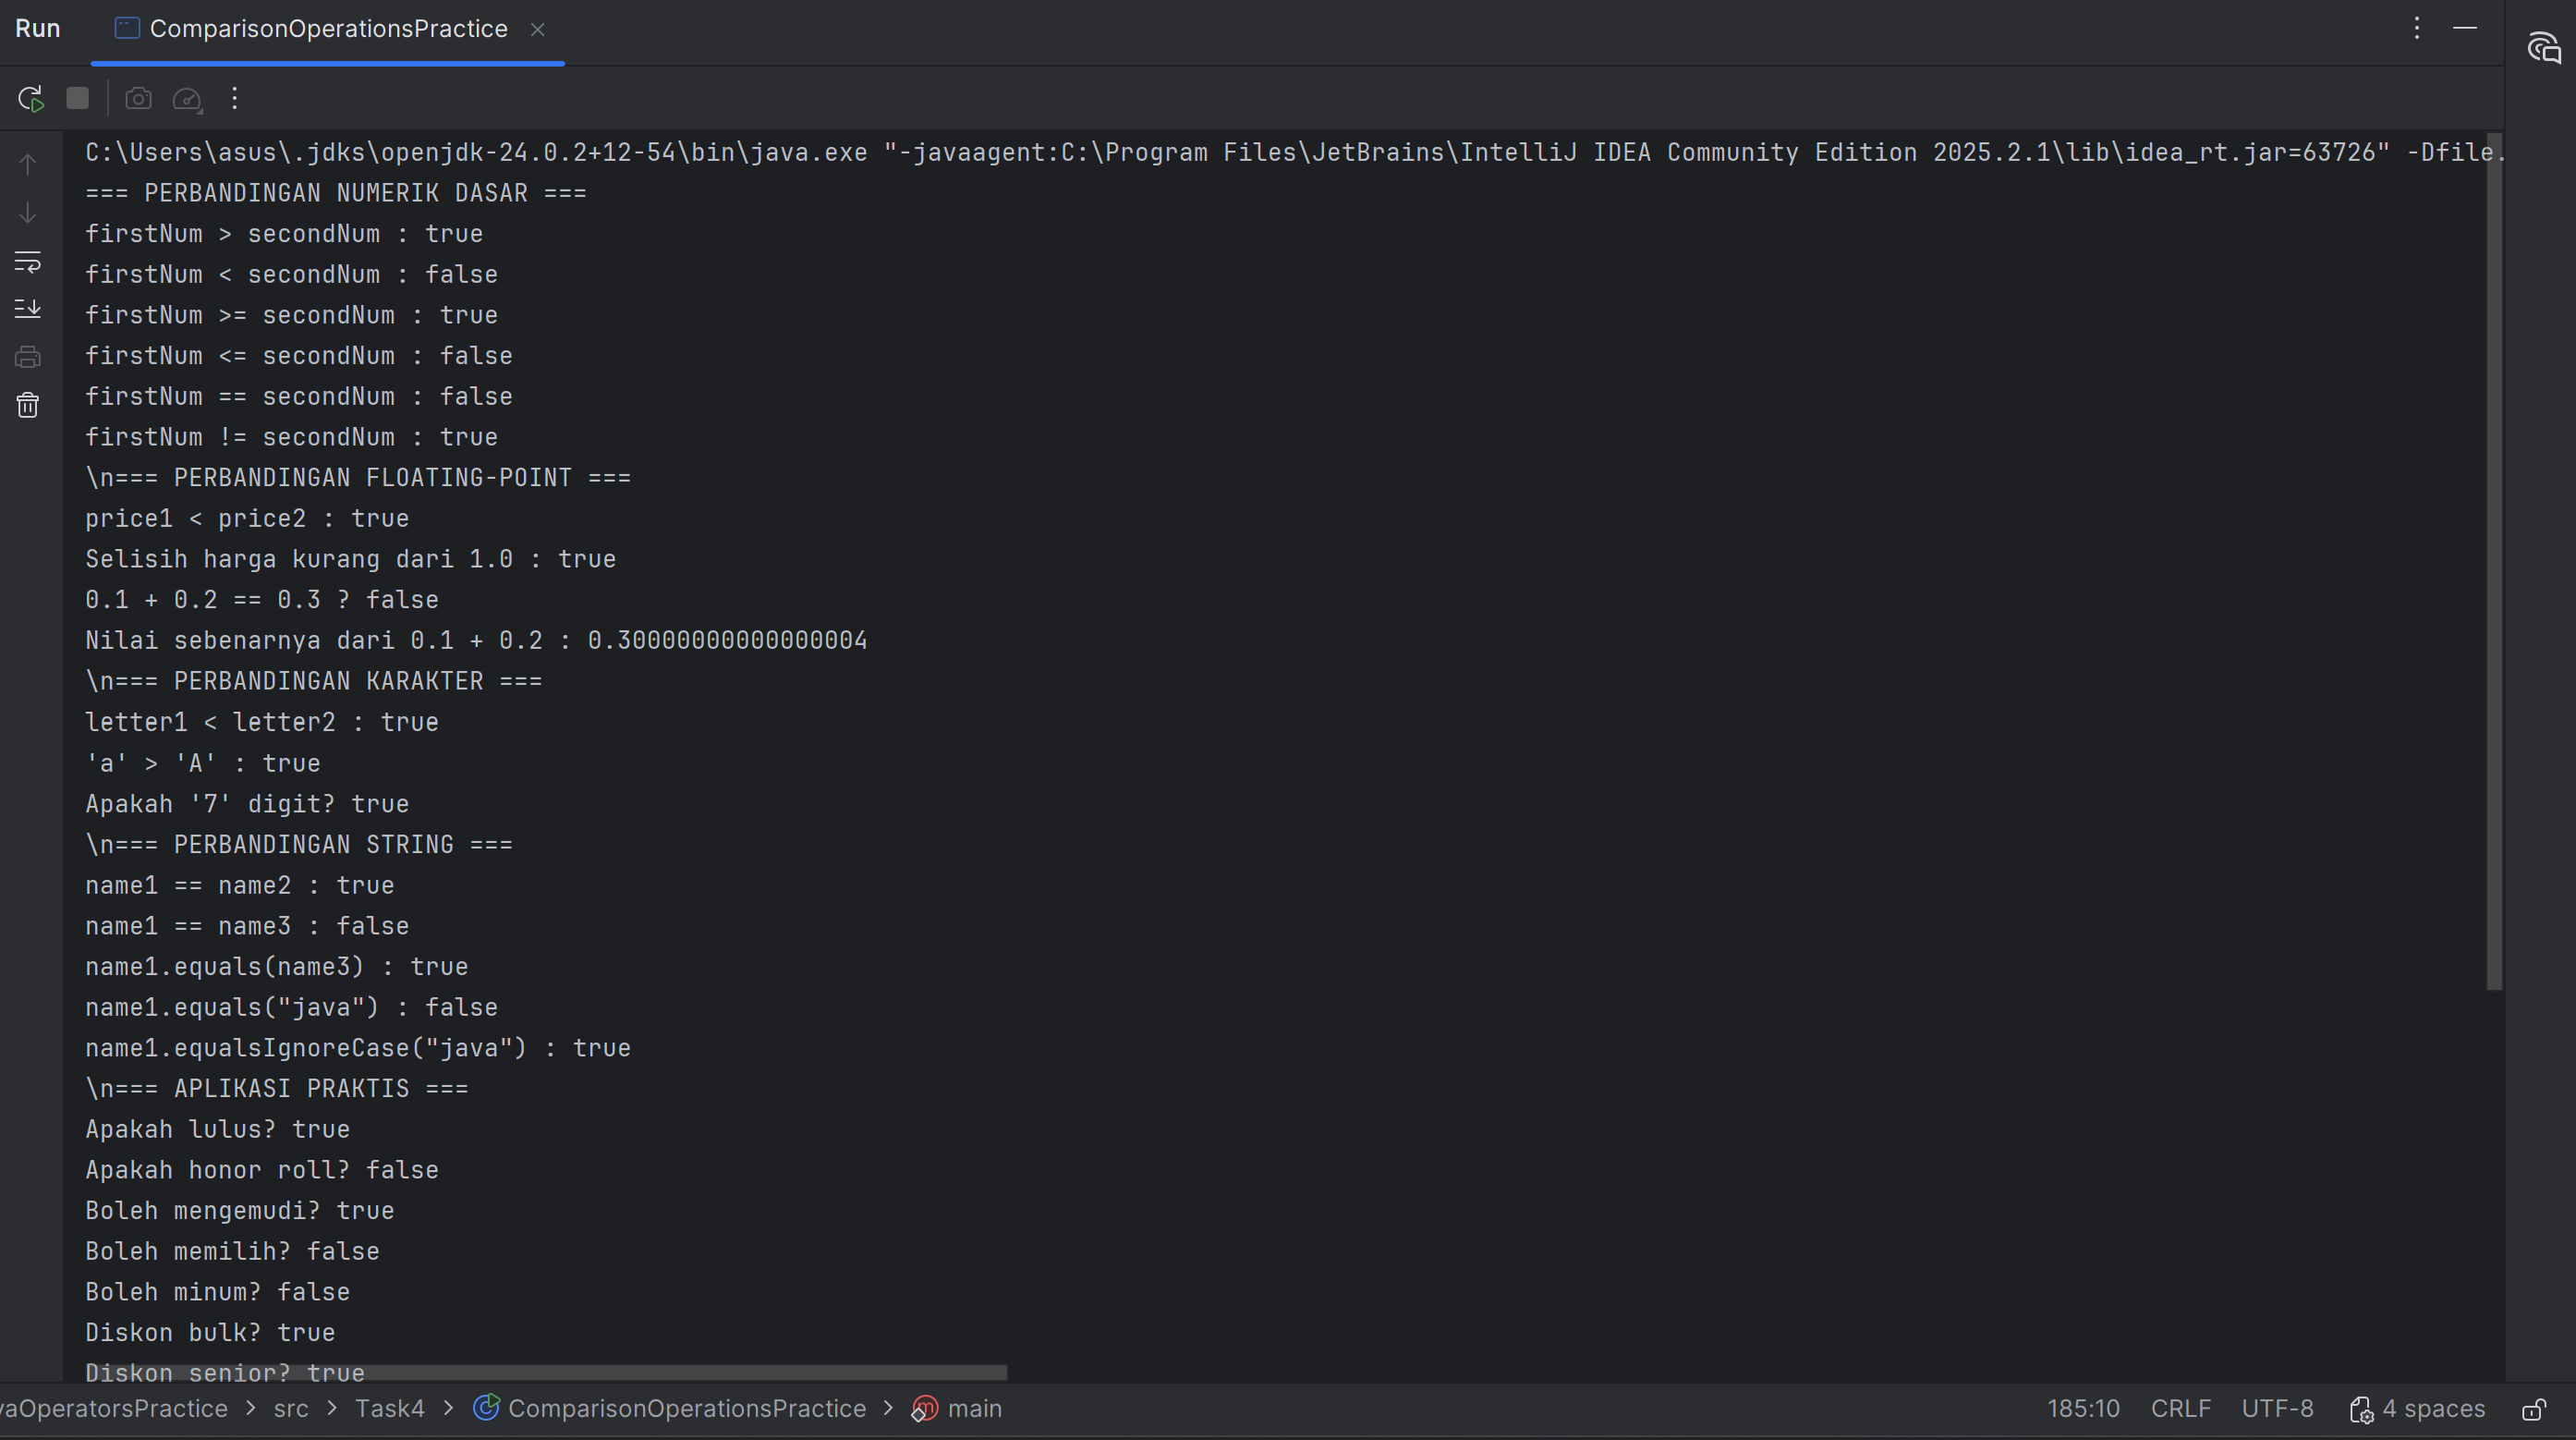 Run ComparisonOperationsPractice
C:\Users\asus\.jdks\openjdk-24.0.2+12-54\bin\java.exe "-javaagent:C:\Program Files\JetBrains\IntelliJ IDEA Community Edition 2025.2.1\lib\idea_rt.jar=63726" -Dfile.
=== PERBANDINGAN NUMERIK DASAR ===
firstNum > secondNum : true
firstNum < secondNum : false
firstNum >= secondNum : true
firstNum <= secondNum : false
firstNum == secondNum : false
firstNum != secondNum : true
\n=== PERBANDINGAN FLOATING-POINT ===
price1 < price2 : true
Selisih harga kurang dari 1.0 : true
0.1 + 0.2 == 0.3 ? false
Nilai sebenarnya dari 0.1 + 0.2 : 0.30000000000000004
\n=== PERBANDINGAN KARAKTER ===
letter1 < letter2 : true
'a' > 'A' : true
Apakah '7' digit? true
\n=== PERBANDINGAN STRING ===
name1 == name2 : true
name1 == name3 : false
name1.equals(name3) : true
name1.equals("java") : false
name1.equalsIgnoreCase("java") : true
\n=== APLIKASI PRAKTIS ===
Apakah lulus? true
Apakah honor roll? false
Boleh mengemudi? true
Boleh memilih? false
Boleh minum? false
Diskon bulk? true
Diskon senior? true
vaOperatorsPractice > src > Task4 > ComparisonOperationsPractice > main 185:10 CRLF UTF-8 4 spaces